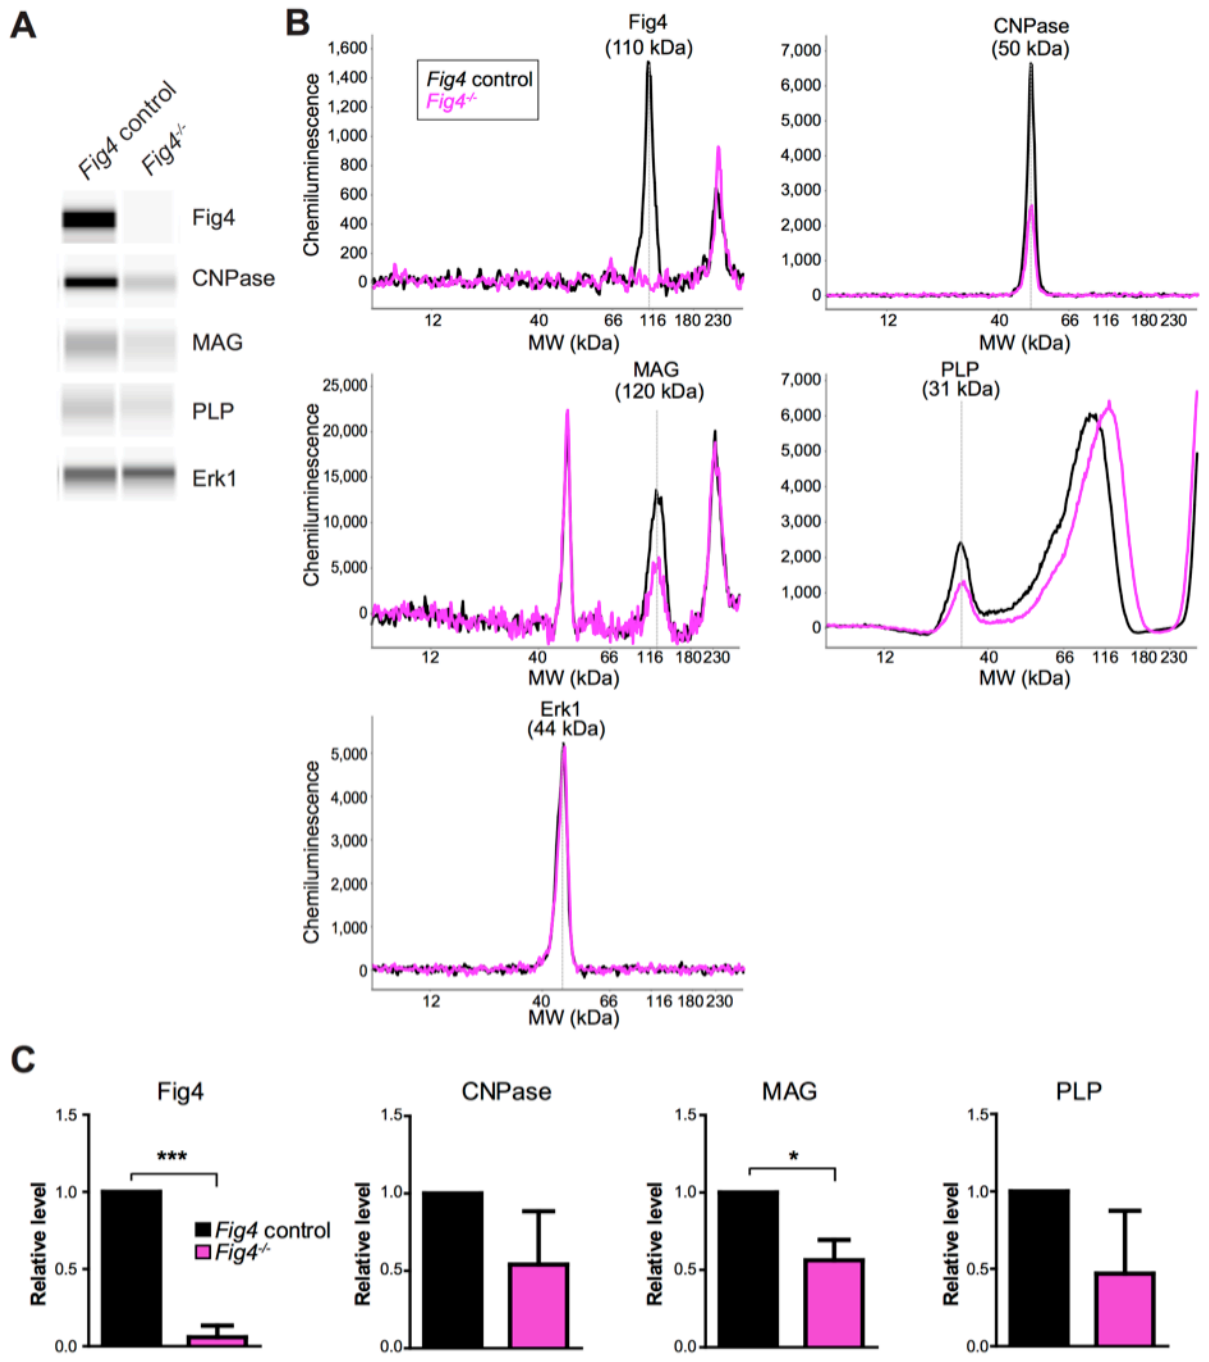 A
Fig4 control
Fig4-/-
Fig4
CNPase
MAG
PLP
Erk1
B
Fig4
(110 kDa)
Fig4 control
Fig4-/-
Chemiluminescence
1,600
1,400
1,200
1,000
800
600
400
200
0
12 40 66 116 180 230
MW (kDa)
CNPase
(50 kDa)
7,000
6,000
5,000
4,000
3,000
2,000
1,000
0
12 40 66 116 180 230
MW (kDa)
MAG
(120 kDa)
Chemiluminescence
25,000
20,000
15,000
10,000
5,000
0
12 40 66 116 180 230
MW (kDa)
PLP
(31 kDa)
7,000
6,000
5,000
4,000
3,000
2,000
1,000
0
12 40 66 116 180 230
MW (kDa)
Erk1
(44 kDa)
Chemiluminescence
5,000
4,000
3,000
2,000
1,000
0
12 40 66 116 180 230
MW (kDa)
C
Fig4
Relative level
1.5
1.0
0.5
0.0
***
Fig4 control
Fig4-/-
CNPase
Relative level
1.5
1.0
0.5
0.0
MAG
Relative level
1.5
1.0
0.5
0.0
*
PLP
Relative level
1.5
1.0
0.5
0.0